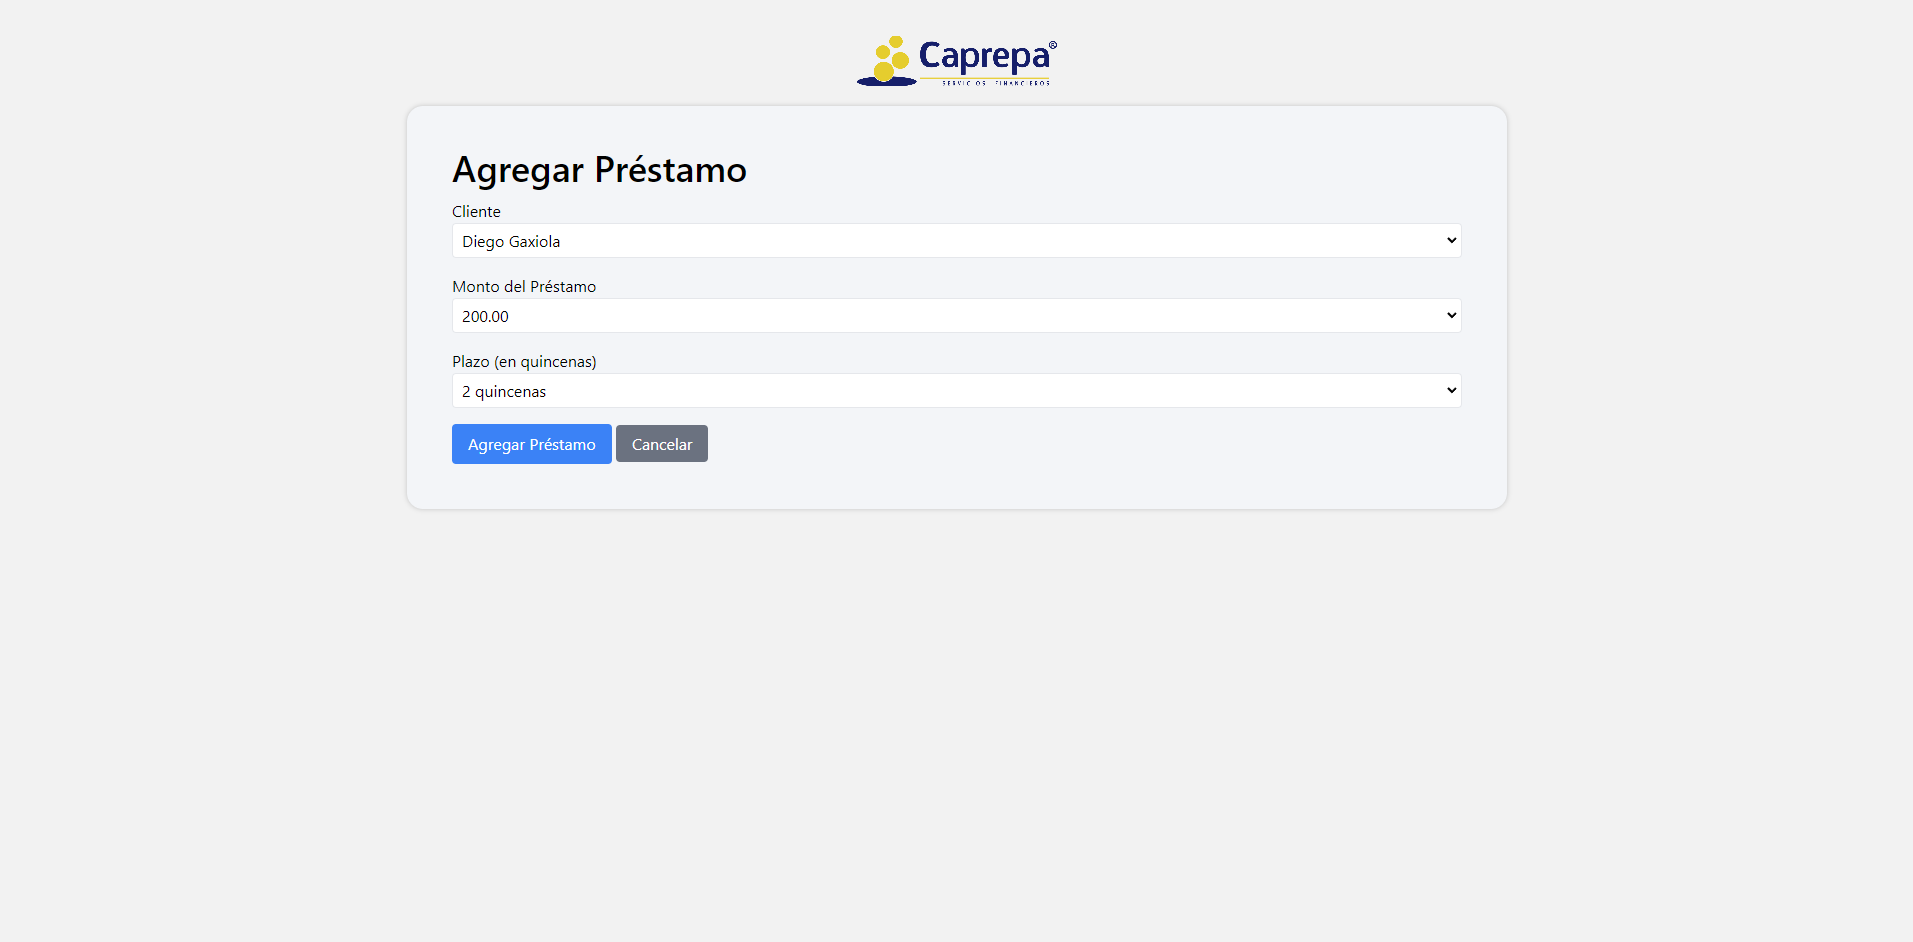 Caprepa®
SERVICIOS FINANCIEROS
Agregar Préstamo
Cliente
Diego Gaxiola
Monto del Préstamo
200.00
Plazo (en quincenas)
2 quincenas
Agregar Préstamo Cancelar